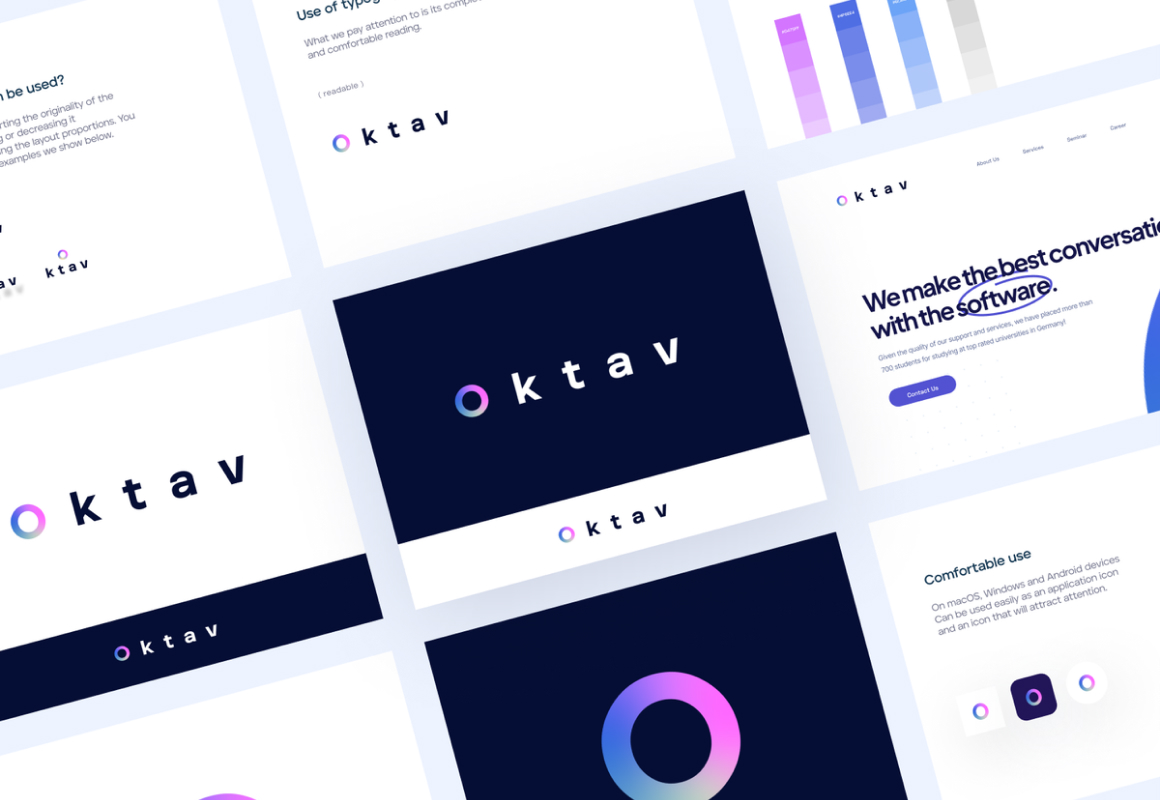 n be used?
rting the originality of the
g or decreasing it
ing the layout proportions. You
examples we show below.
av
ktav
Use of typog
What we pay attention to is its comple
and comfortable reading.
( readable )
ktav
ktav
About Us
Services
Seminar
Career
We make the best conversatio
with the software.
Given the quality of our support and services, we have placed more than
700 students for studying at top rated universities in Germany!
Contact Us
ktav
ktav
ktav
ktav
Comfortable use
On macOS, Windows and Android devices
Can be used easily as an application icon
and an icon that will attract attention.